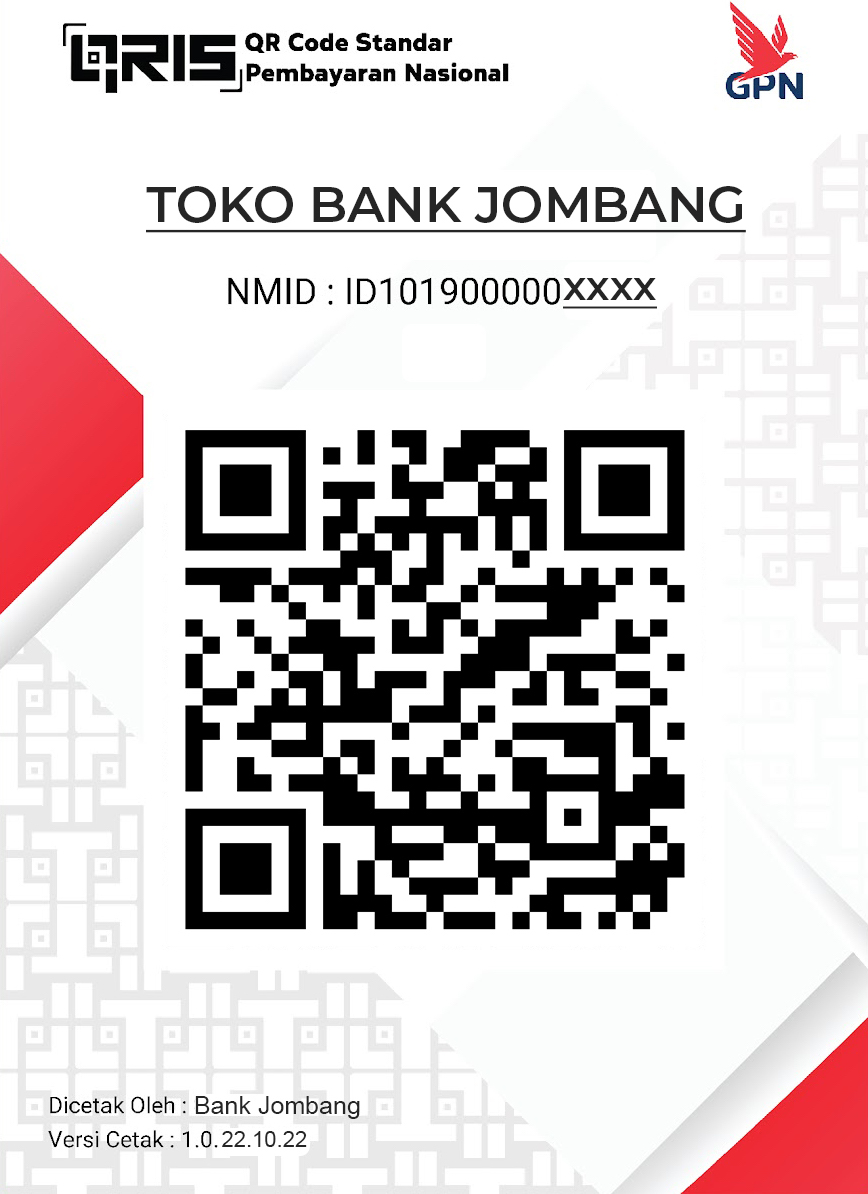 QRIS QR Code Standar
Pembayaran Nasional
GPN
TOKO BANK JOMBANG
NMID : ID101900000XXXX
Dicetak Oleh : Bank Jombang
Versi Cetak : 1.0.22.10.22